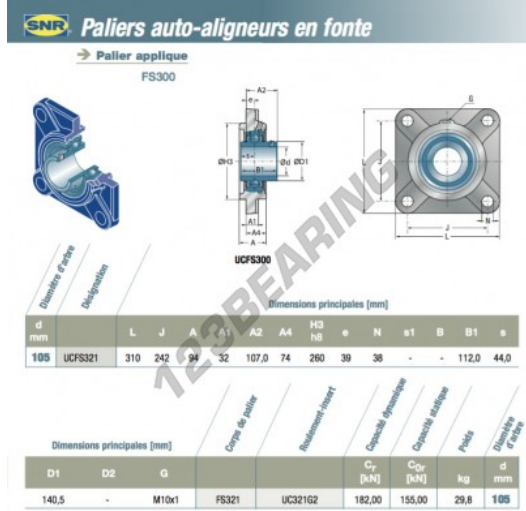 SNR Paliers auto-aligneurs en fonte
Palier applique
FS300
A2
e
G
ØH3
s
B1
Ød
ØD1
L
J
A1
A4
A
N
J
L
UCFS300
123BEARING
Diamètre d'arbre
Désignation
Dimensions principales [mm]
d mm L J A A1 A2 A4 H3 h8 e N s1 B B1 s
105 UCFS321 310 242 94 32 107,0 74 260 39 38 - - 112,0 44,0
Dimensions principales [mm]
Corps de palier
Roulement-insert
Capacité dynamique
Capacité statique
Poids
Diamètre d'arbre
D1 D2 G Cr [kN] C0r [kN] kg d mm
140,5 - M10x1 FS321 UC321G2 182,00 155,00 29,8 105